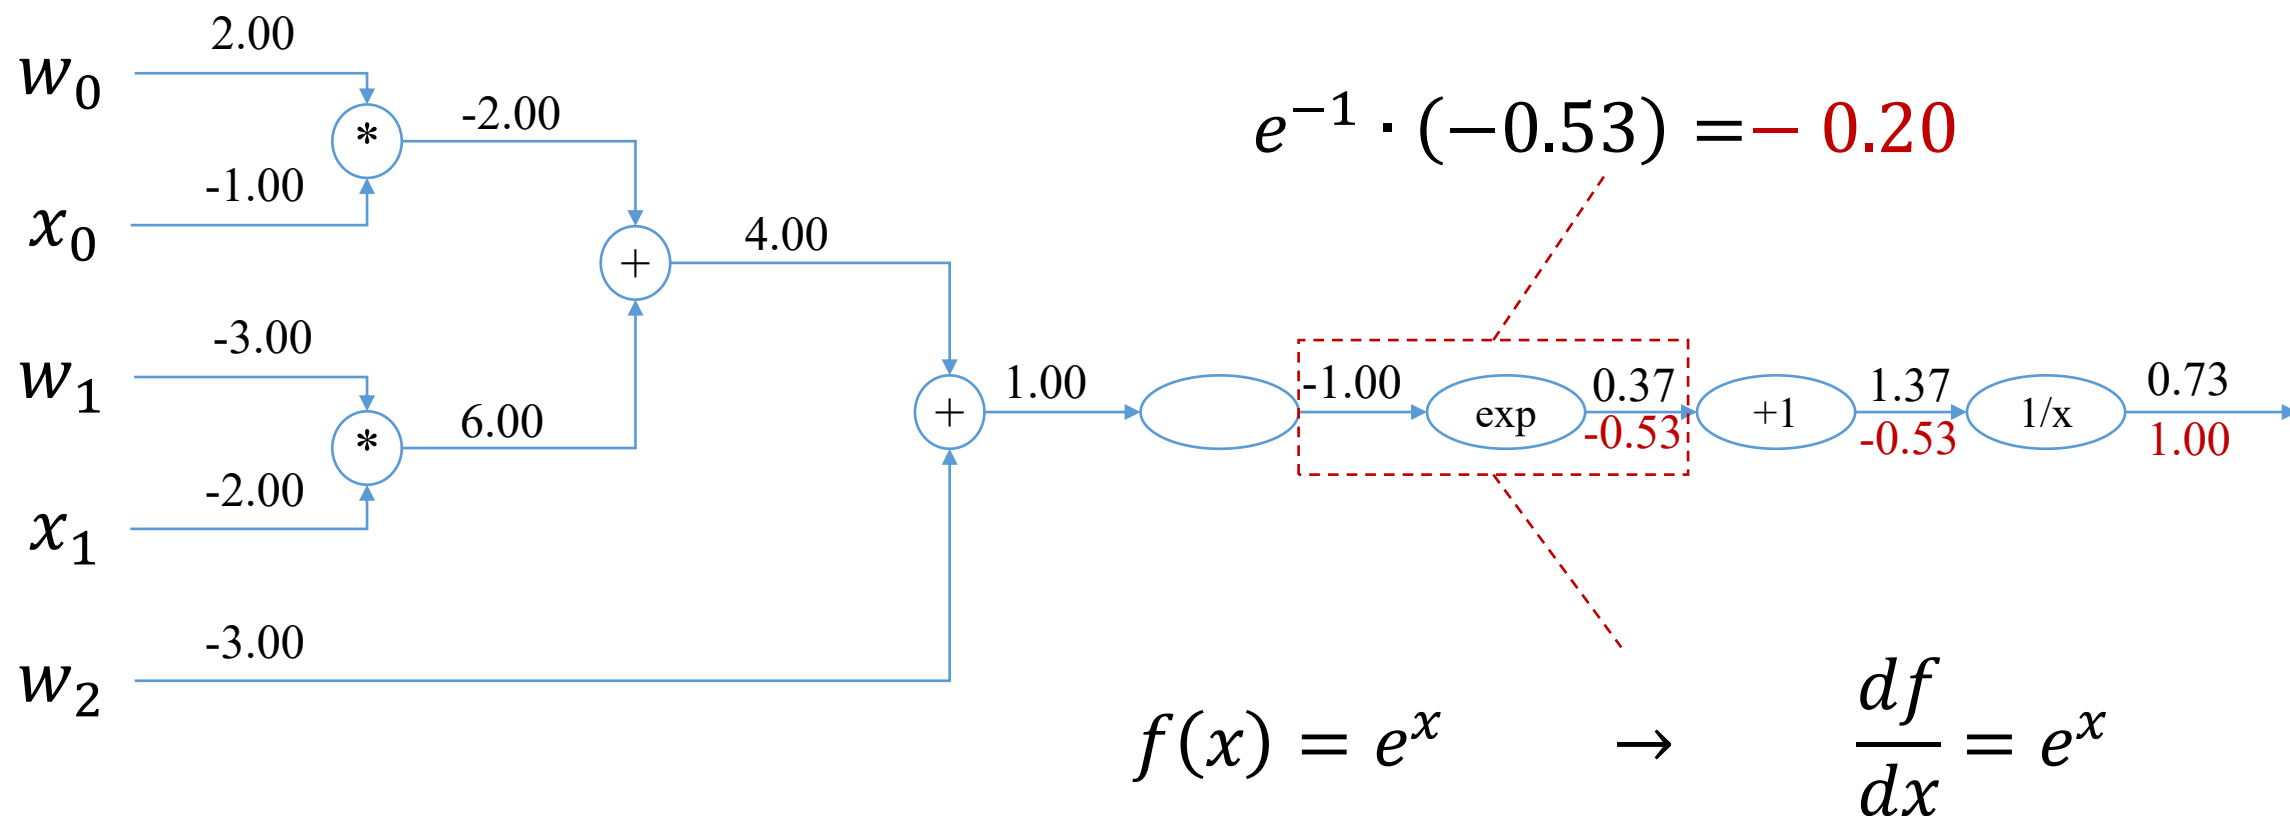 2.00
w₀
*
-2.00
-1.00
x₀
e⁻¹ · (−0.53) = − 0.20
+
4.00
-3.00
w₁
*
6.00
-2.00
x₁
+
1.00
-1.00
exp
0.37
-0.53
+1
1.37
-0.53
1/x
0.73
1.00
-3.00
w₂
f(x) = eˣ → df/dx = eˣ